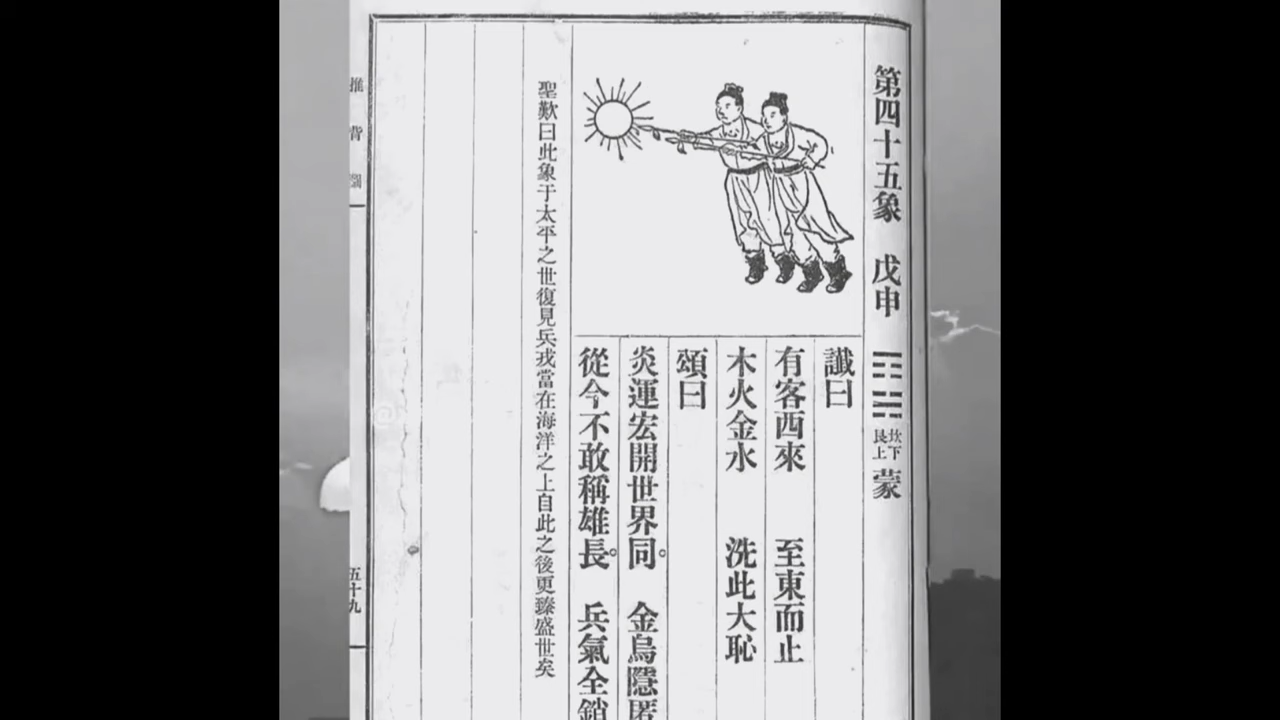 第四十五象 戊申
坎下
艮上
蒙
讖曰
有客西來 至東而止
木火金水 洗此大恥
頌曰
炎運宏開世界同。 金烏隱匿
從今不敢稱雄長。 兵氣全銷
聖歎曰此象于太平之世復見兵戎當在海洋之上自此之後更臻盛世矣
推背圖
五十九